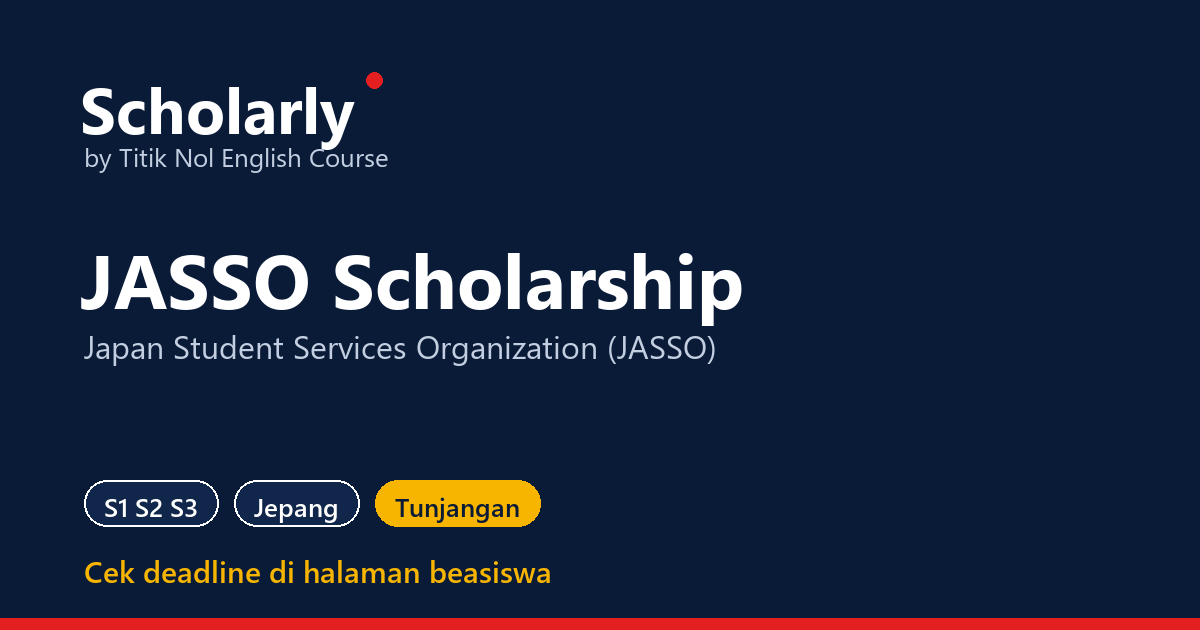 Scholarly
by Titik Nol English Course
JASSO Scholarship
Japan Student Services Organization (JASSO)
S1 S2 S3
Jepang
Tunjangan
Cek deadline di halaman beasiswa